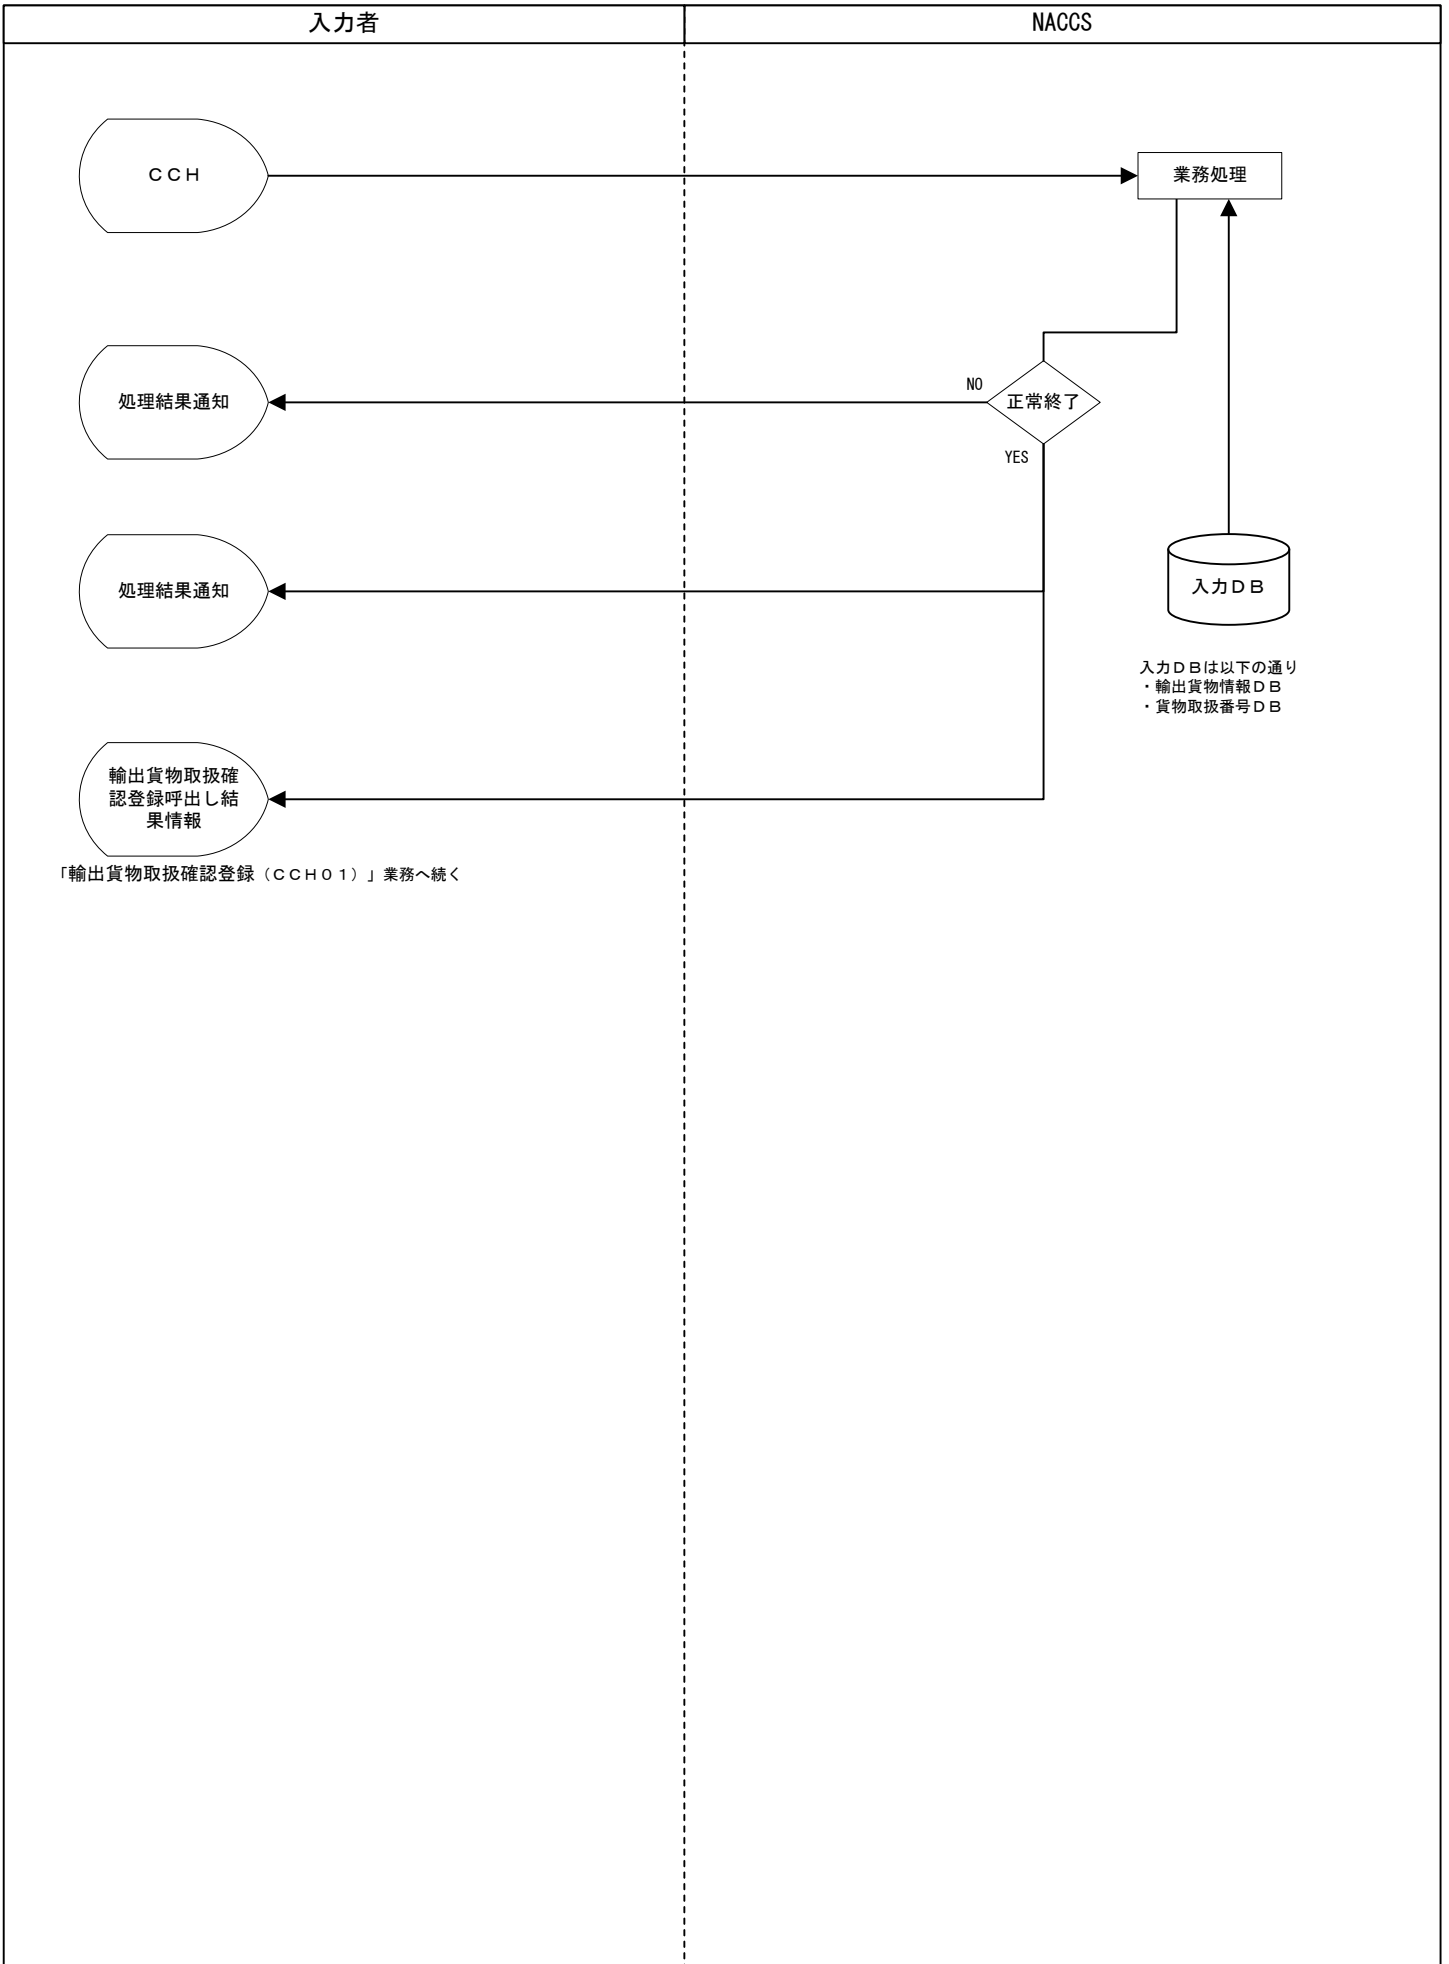 入力者
NACCS
ＣＣＨ
業務処理
NO
処理結果通知
正常終了
YES
処理結果通知
入力ＤＢ
入力ＤＢは以下の通り
・輸出貨物情報ＤＢ
・貨物取扱番号ＤＢ
輸出貨物取扱確
認登録呼出し結
果情報
「輸出貨物取扱確認登録（ＣＣＨ０１）」業務へ続く